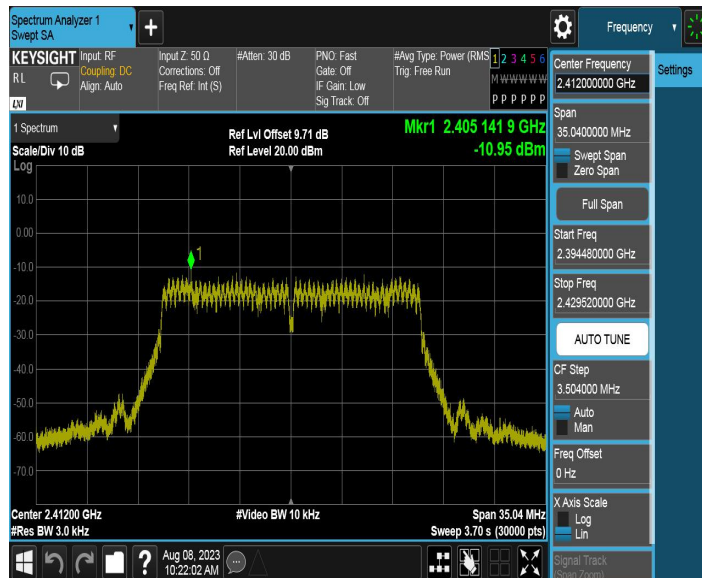 Spectrum Analyzer 1
Swept SA
+
Frequency
KEYSIGHT
RL
LXI
Input: RF
Coupling: DC
Align: Auto
Input Z: 50 Ω
Corrections: Off
Freq Ref: Int (S)
#Atten: 30 dB
PNO: Fast
Gate: Off
IF Gain: Low
Sig Track: Off
#Avg Type: Power (RMS
Trig: Free Run
1 2 3 4 5 6
M W W W W W
P P P P P P
Center Frequency
2.412000000 GHz
Settings
Span
35.0400000 MHz
Swept Span
Zero Span
Full Span
Start Freq
2.394480000 GHz
Stop Freq
2.429520000 GHz
AUTO TUNE
CF Step
3.504000 MHz
Auto
Man
Freq Offset
0 Hz
X Axis Scale
Log
Lin
Signal Track
(Span Zoom)
1 Spectrum
Scale/Div 10 dB
Log
Ref Lvl Offset 9.71 dB
Ref Level 20.00 dBm
Mkr1 2.405 141 9 GHz
-10.95 dBm
10.0
0.00
-10.0
-20.0
-30.0
-40.0
-50.0
-60.0
-70.0
1
Center 2.41200 GHz
#Res BW 3.0 kHz
#Video BW 10 kHz
Span 35.04 MHz
Sweep 3.70 s (30000 pts)
?
Aug 08, 2023
10:22:02 AM